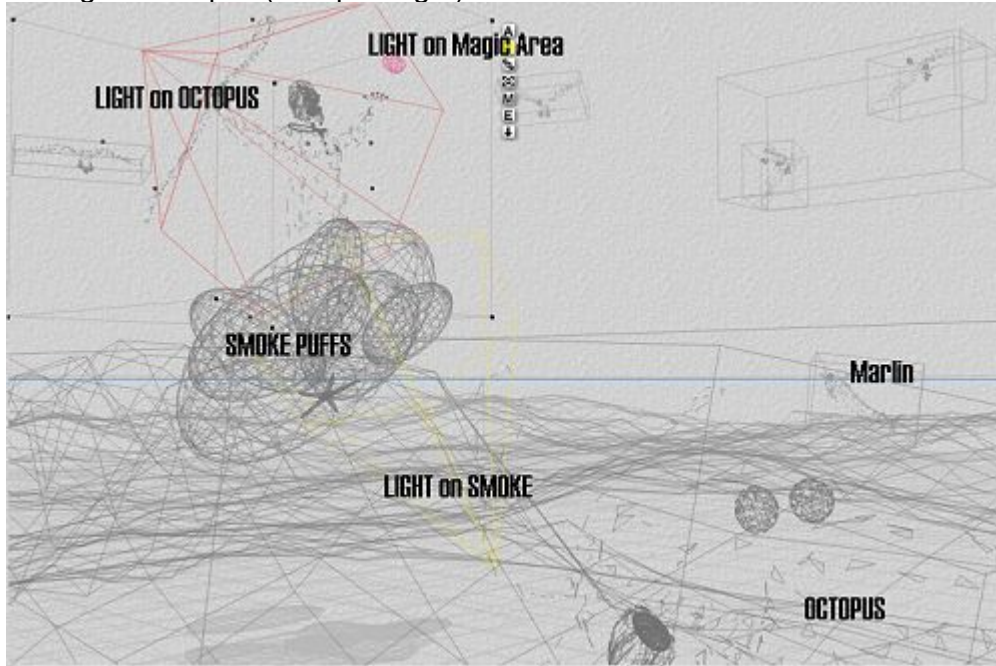 LIGHT on Magic Area
A
M
E
LIGHT on OCTOPUS
SMOKE PUFFS
Marlin
LIGHT on SMOKE
OCTOPUS